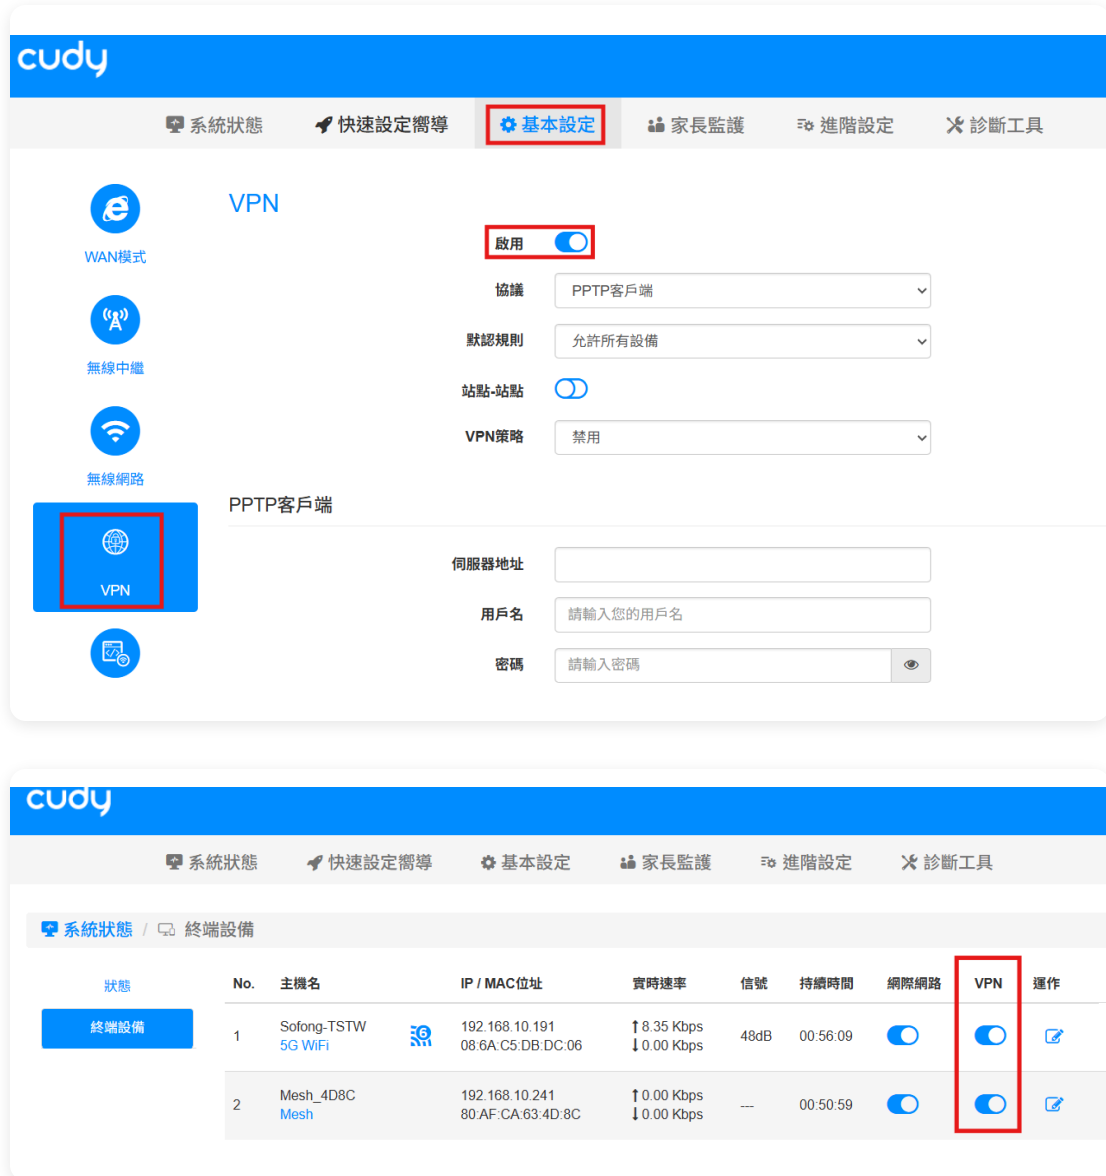 cudy
系統狀態 快速設定嚮導 基本設定 家長監護 進階設定 診斷工具
VPN
WAN模式
無線中繼
無線網路
VPN
啟用
協議 PPTP客戶端
默認規則 允許所有設備
站點-站點
VPN策略 禁用
PPTP客戶端
伺服器地址
用戶名 請輸入您的用戶名
密碼 請輸入密碼
cudy
系統狀態 快速設定嚮導 基本設定 家長監護 進階設定 診斷工具
系統狀態 / 終端設備
狀態
終端設備
No. 主機名 IP / MAC位址 實時速率 信號 持續時間 網際網路 VPN 運作
1 Sofong-TSTW 6 192.168.10.191 8.35 Kbps 48dB 00:56:09
5G WiFi 08:6A:C5:DB:DC:06 0.00 Kbps
2 Mesh_4D8C 192.168.10.241 0.00 Kbps --- 00:50:59
Mesh 80:AF:CA:63:4D:8C 0.00 Kbps